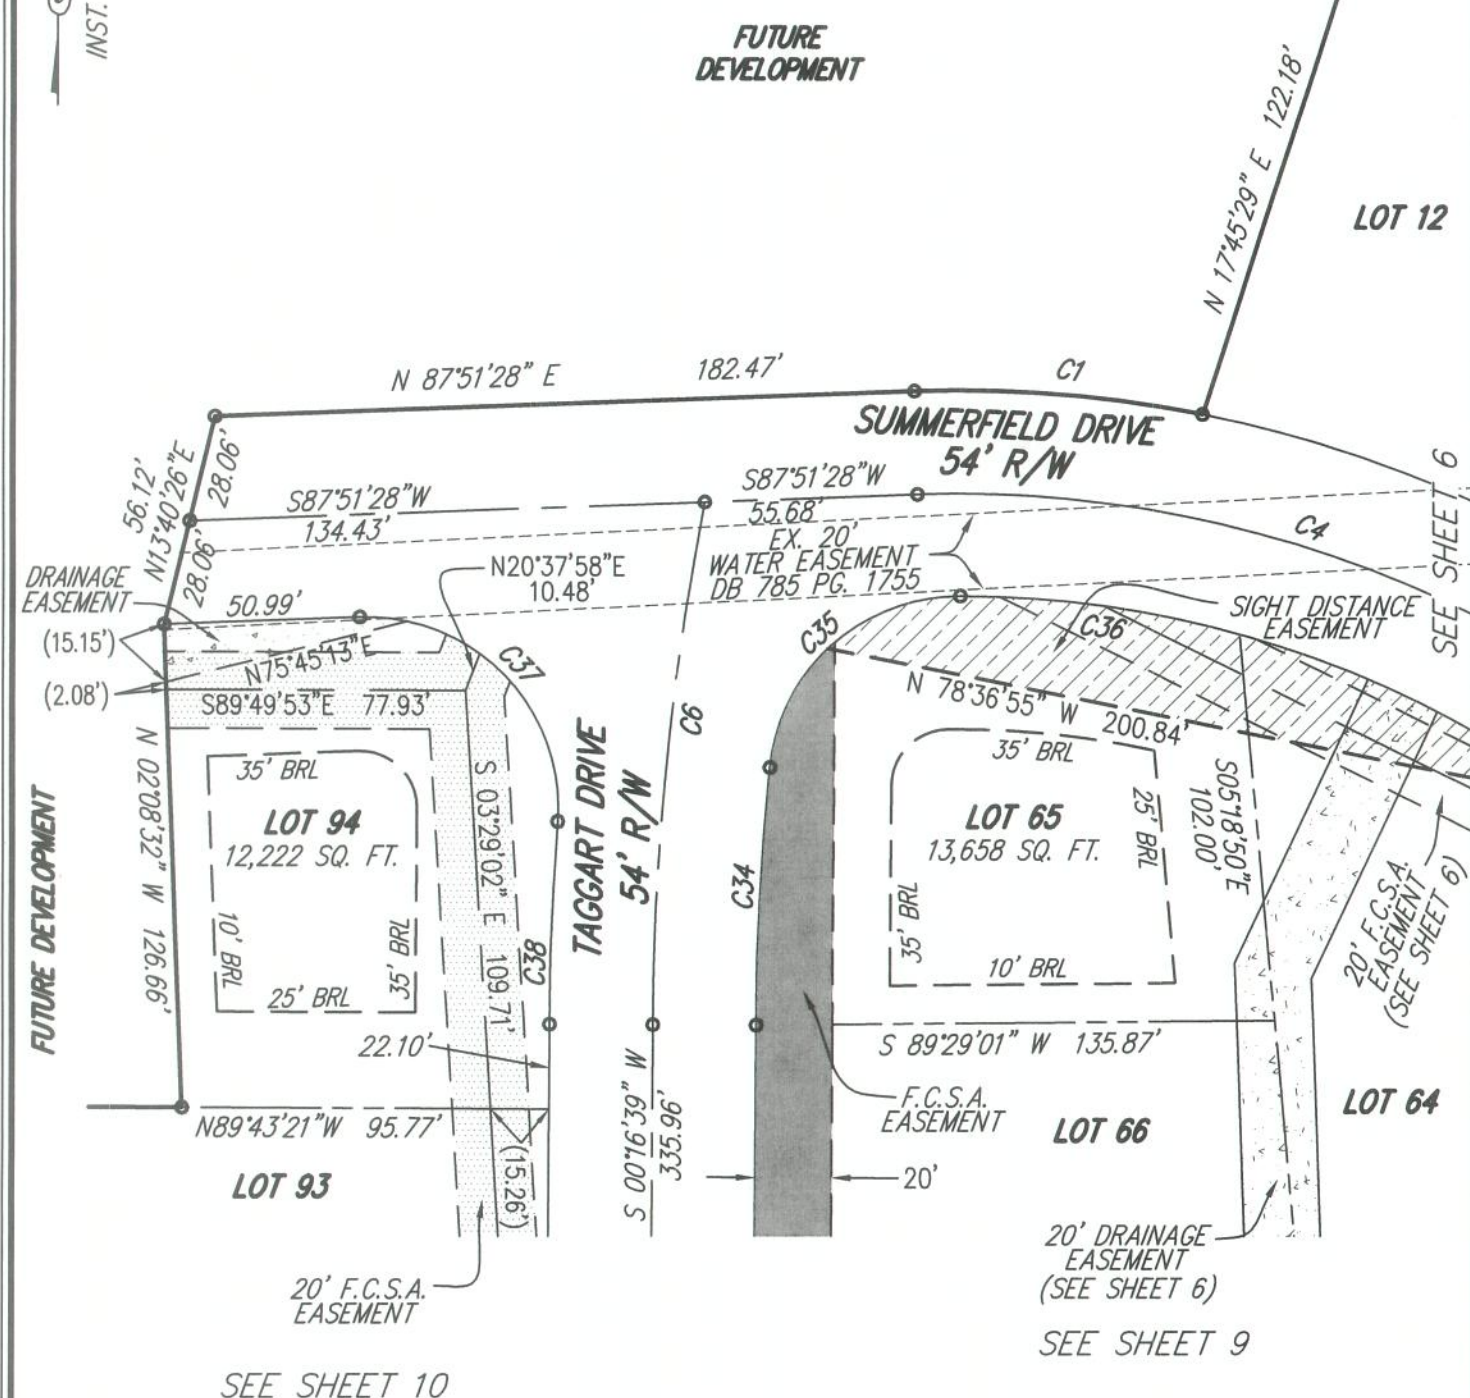 INST.
FUTURE
DEVELOPMENT
N 17°45'29" E 122.18'
LOT 12
N 87°51'28" E 182.47'
C1
SUMMERFIELD DRIVE
54' R/W
56.12'
N13°40'26"E
28.06'
28.06'
S87°51'28"W
134.43'
S87°51'28"W
55.68'
EX. 20'
WATER EASEMENT
DB 785 PG. 1755
C4
SEE SHEET 6
DRAINAGE
EASEMENT
(15.15')
(2.08')
50.99'
N20°37'58"E
10.48'
N75°45'13"E
S89°49'53"E 77.93'
C37
C35
C36
SIGHT DISTANCE
EASEMENT
N 78°36'55" W 200.84'
C6
35' BRL
LOT 94
12,222 SQ. FT.
10' BRL
35' BRL
25' BRL
N 02°08'32" W 126.66'
FUTURE DEVELOPMENT
S 03°29'02" E 109.71'
TAGGART DRIVE
54' R/W
C38
C34
35' BRL
LOT 65
13,658 SQ. FT.
25' BRL
35' BRL
10' BRL
S05°18'50"E
102.00'
20' F.C.S.A.
EASEMENT
(SEE SHEET 6)
22.10'
S 89°29'01" W 135.87'
N89°43'21"W 95.77'
LOT 93
(15.26')
S 00°16'39" W
335.96'
F.C.S.A.
EASEMENT
20'
LOT 66
LOT 64
20' DRAINAGE
EASEMENT
(SEE SHEET 6)
20' F.C.S.A.
EASEMENT
SEE SHEET 9
SEE SHEET 10